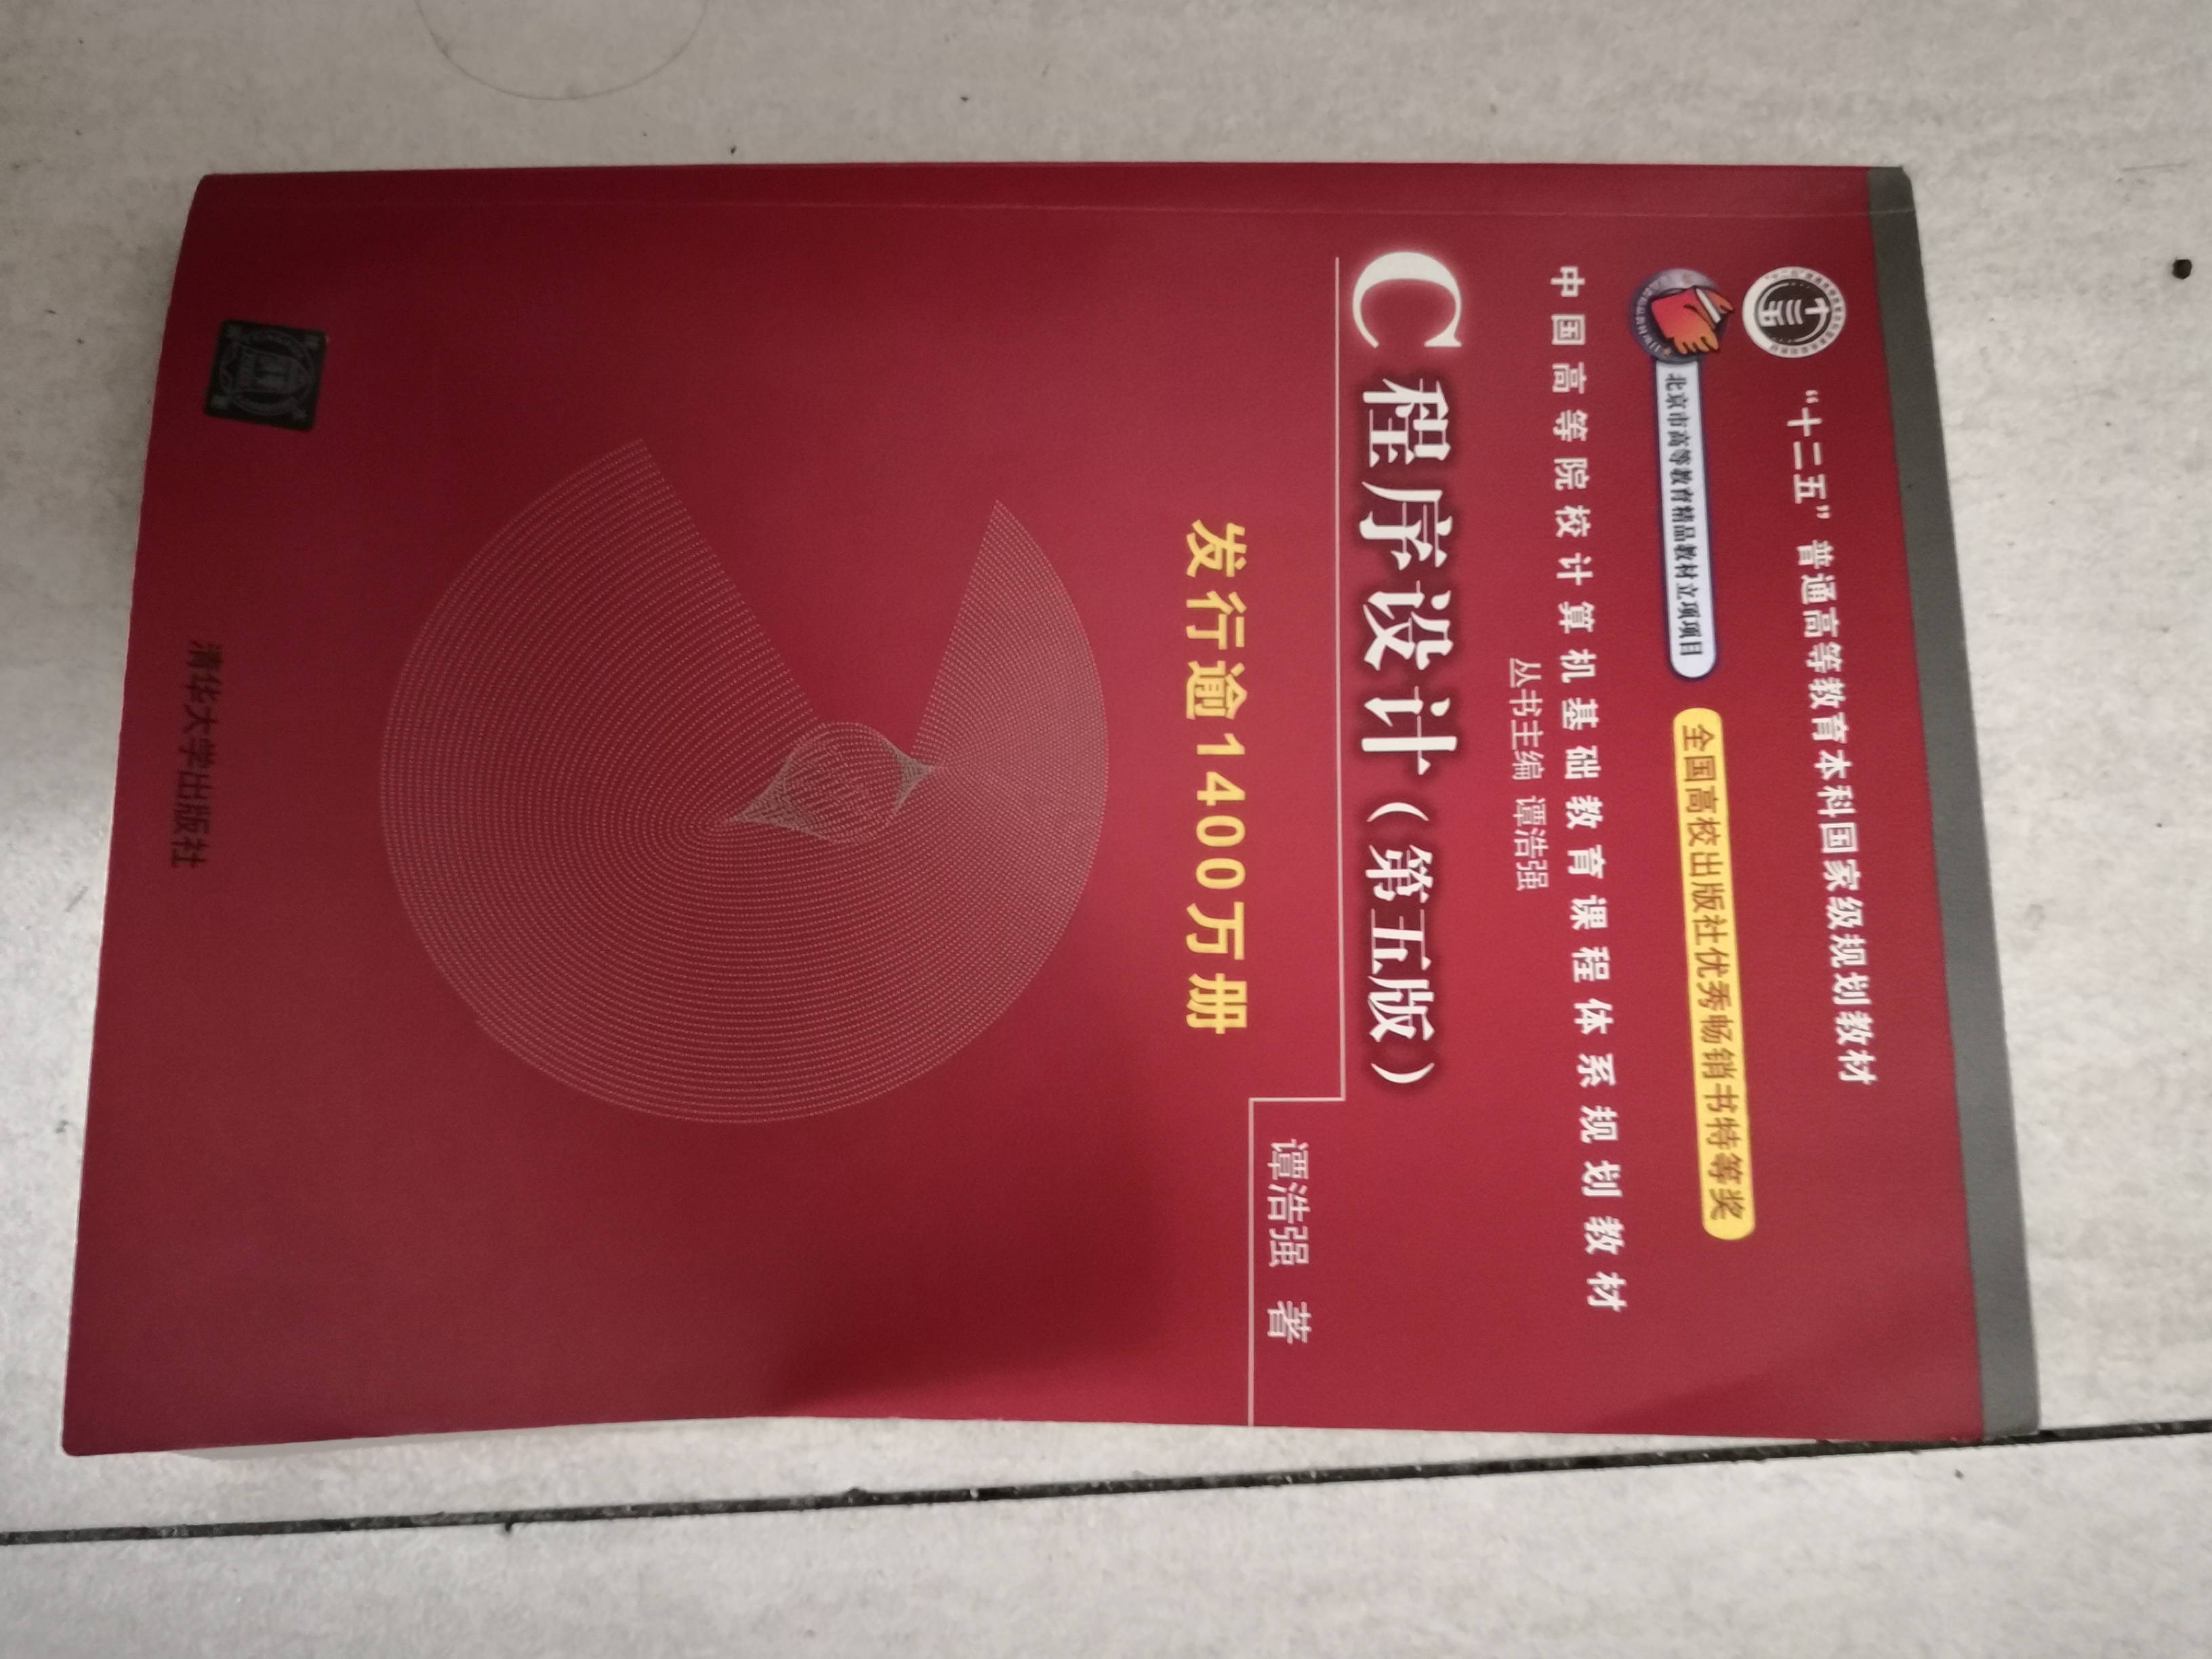 “十二五”普通高等教育本科国家级规划教材
北京市高等教育精品教材立项项目
全国高校出版社优秀畅销书特等奖
中国高等院校计算机基础教育课程体系规划教材
丛书主编 谭浩强
C程序设计(第五版)
谭浩强 著
发行逾1400万册
清华大学出版社